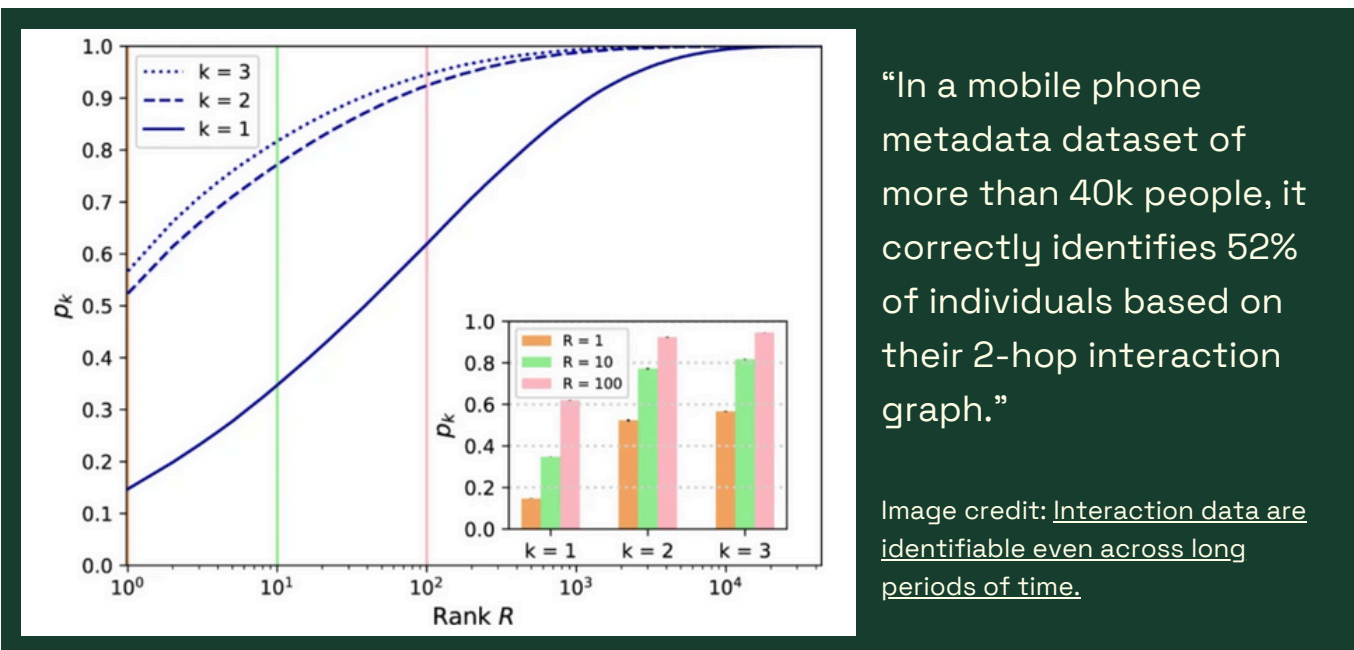 1.0
0.9
0.8
0.7
0.6
0.5
0.4
0.3
0.2
0.1
0.0
pk
k = 3
k = 2
k = 1
10⁰ 10¹ 10² 10³ 10⁴
Rank R
1.0
0.8
0.6
0.4
0.2
0.0
pk
R = 1
R = 10
R = 100
k = 1 k = 2 k = 3
“In a mobile phone
metadata dataset of
more than 40k people, it
correctly identifies 52%
of individuals based on
their 2-hop interaction
graph.”
Image credit: Interaction data are
identifiable even across long
periods of time.